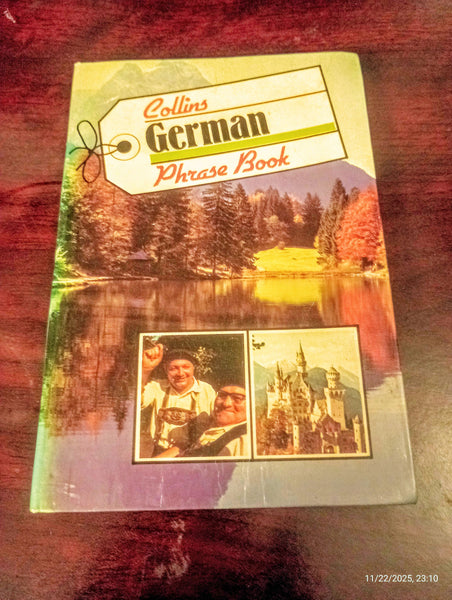 Collins
German
Phrase Book
11/22/2025, 23:10